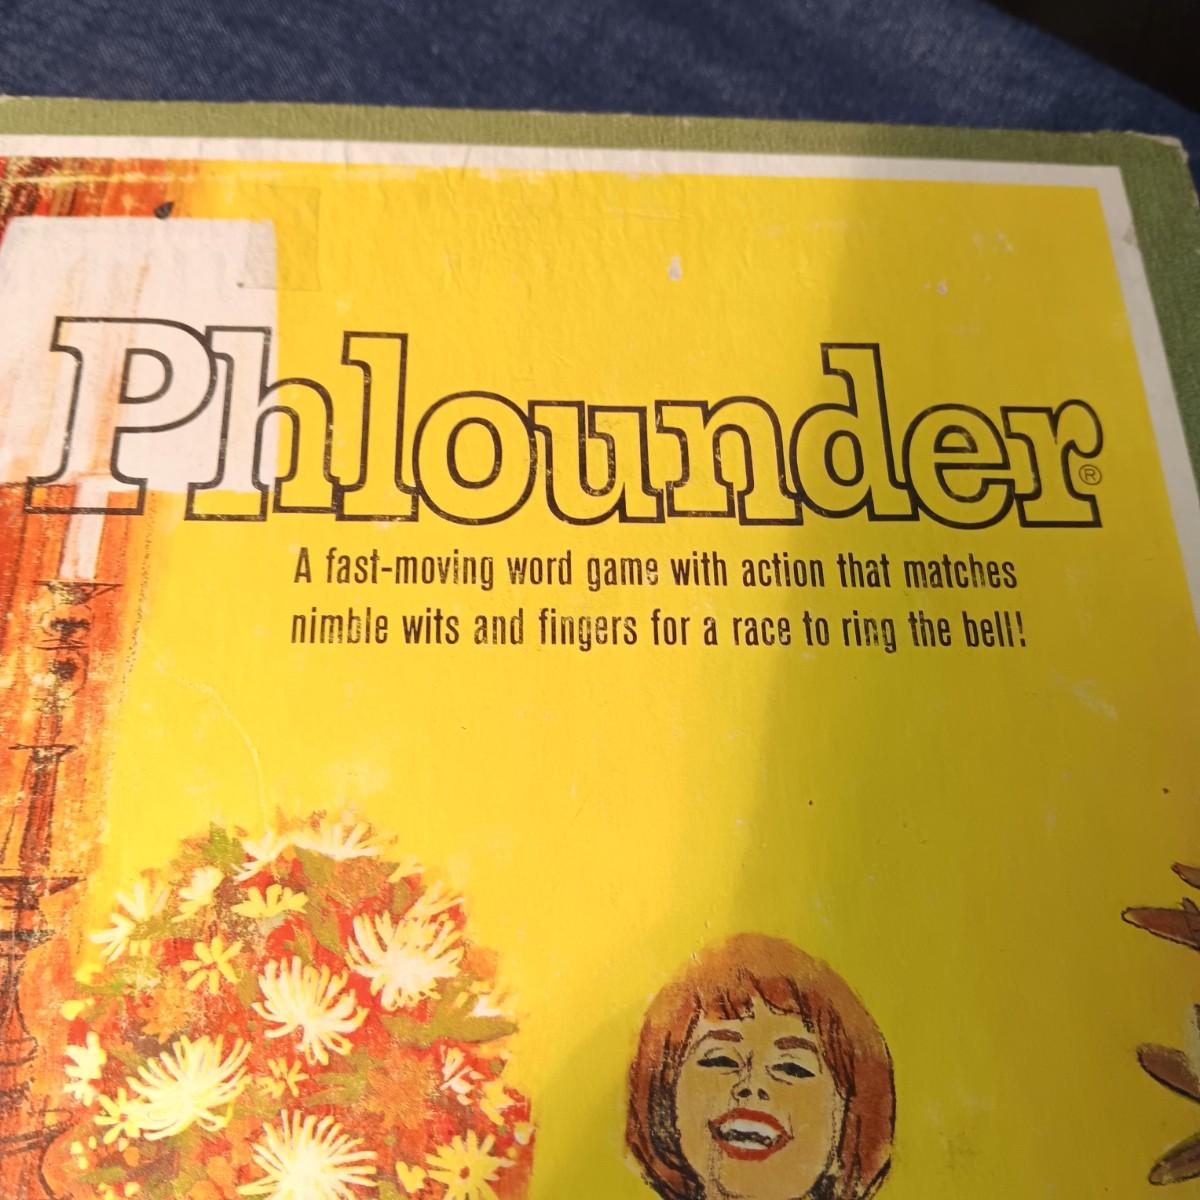 Phlounder®
A fast-moving word game with action that matches
nimble wits and fingers for a race to ring the bell!